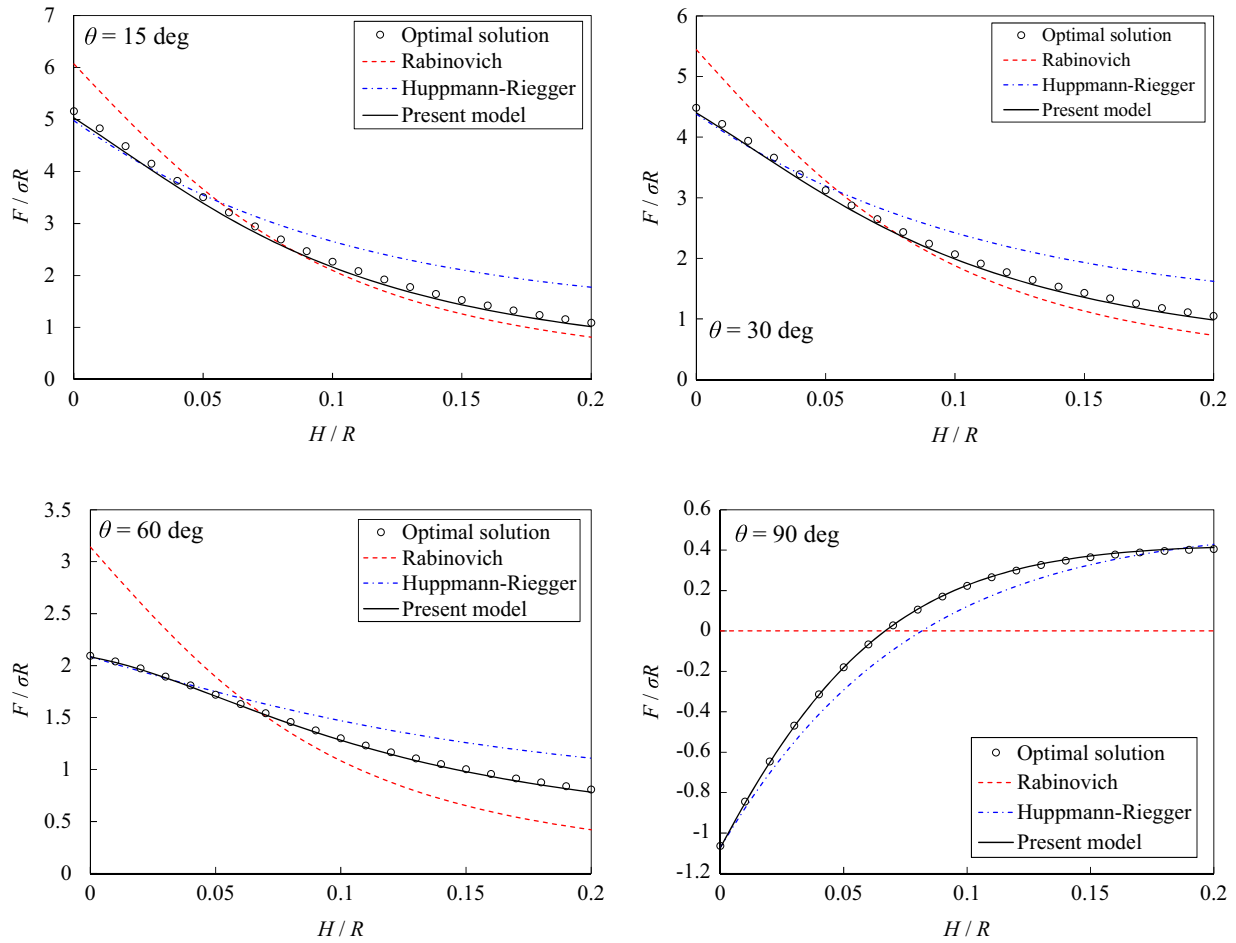 7
6
5
4
3
2
1
0
F / σR
θ = 15 deg
Optimal solution
Rabinovich
Huppmann-Riegger
Present model
0
0.05
0.1
0.15
0.2
H / R
6
5
4
3
2
1
0
F / σR
Optimal solution
Rabinovich
Huppmann-Riegger
Present model
θ = 30 deg
0
0.05
0.1
0.15
0.2
H / R
3.5
3
2.5
2
1.5
1
0.5
0
F / σR
θ = 60 deg
Optimal solution
Rabinovich
Huppmann-Riegger
Present model
0
0.05
0.1
0.15
0.2
H / R
0.6
0.4
0.2
0
-0.2
-0.4
-0.6
-0.8
-1
-1.2
F / σR
θ = 90 deg
Optimal solution
Rabinovich
Huppmann-Riegger
Present model
0
0.05
0.1
0.15
0.2
H / R